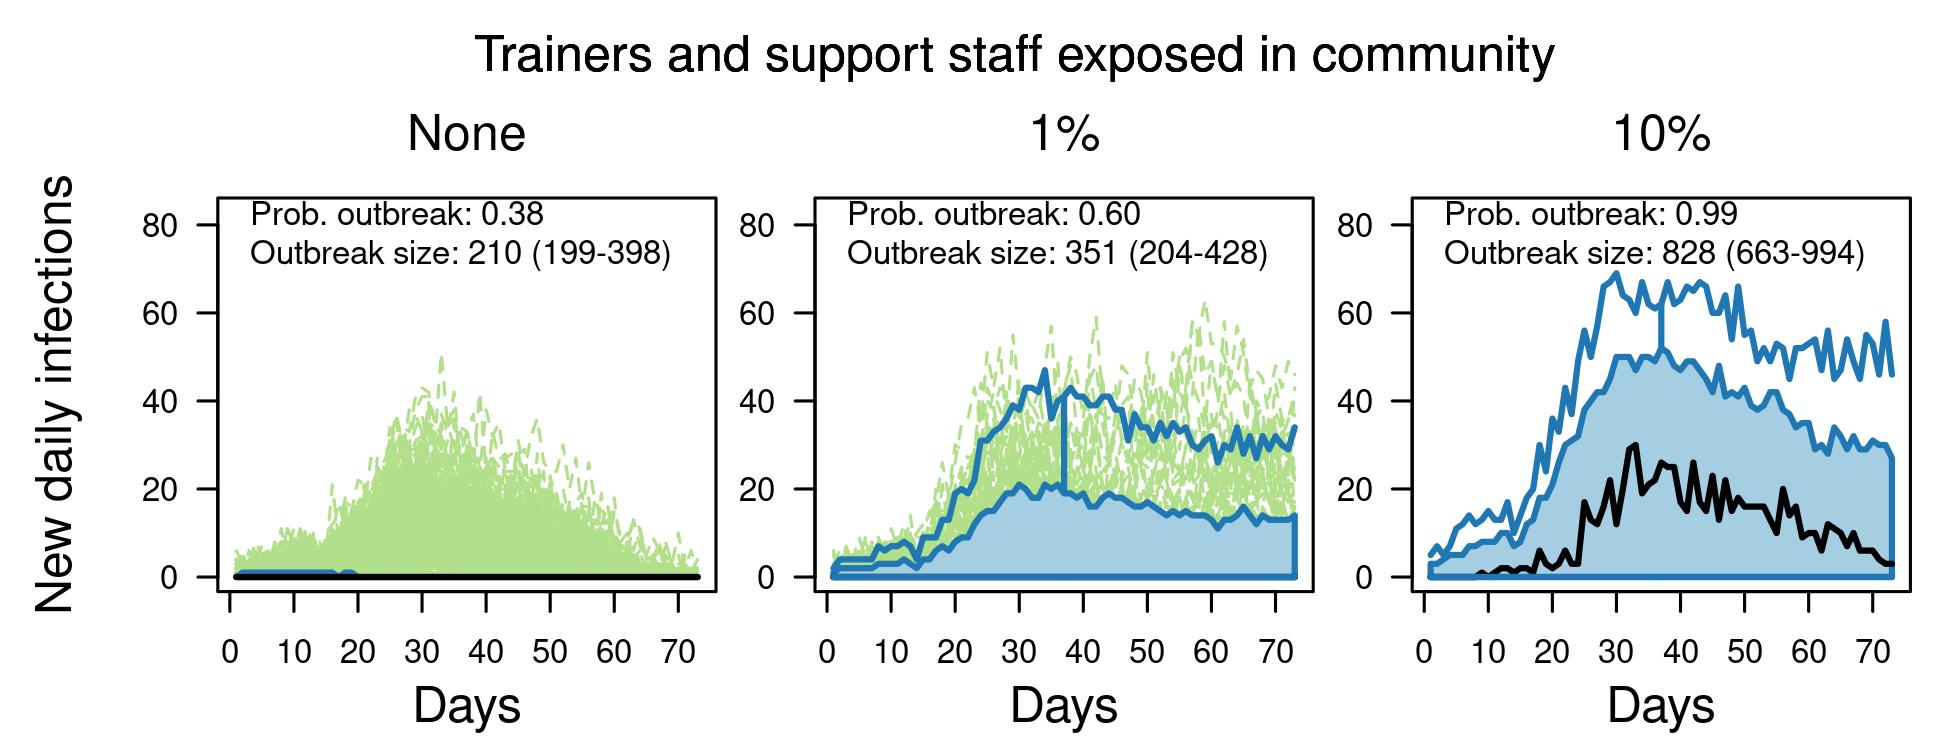 Trainers and support staff exposed in community
None
1%
10%
New daily infections
Prob. outbreak: 0.38
Outbreak size: 210 (199-398)
80
60
40
20
0
0 10 20 30 40 50 60 70
Days
Prob. outbreak: 0.60
Outbreak size: 351 (204-428)
80
60
40
20
0
0 10 20 30 40 50 60 70
Days
Prob. outbreak: 0.99
Outbreak size: 828 (663-994)
80
60
40
20
0
0 10 20 30 40 50 60 70
Days